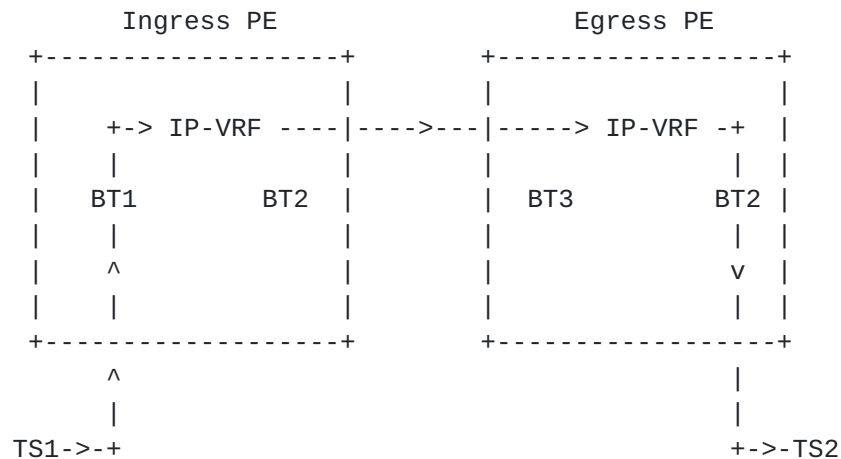 Ingress PE                   Egress PE
+-------------------+        +------------------+
|                   |        |                  |
|    +-> IP-VRF ----|---->---|-----> IP-VRF -+  |
|    |              |        |               |  |
|   BT1        BT2  |        |  BT3         BT2 |
|    |              |        |               |  |
|    ^              |        |               v  |
|    |              |        |               |  |
+-------------------+        +------------------+
^                                       |
|                                       |
TS1->-+                                       +->-TS2